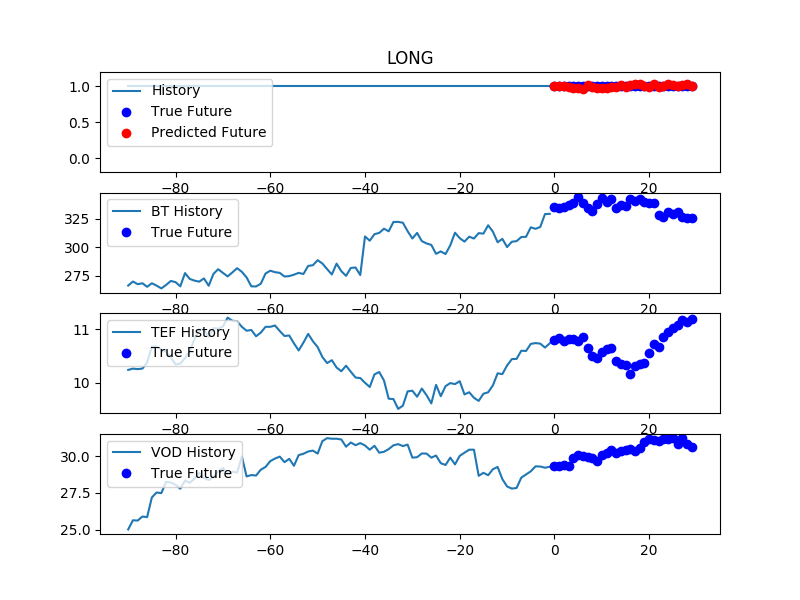 LONG
1.0
0.5
0.0
History
True Future
Predicted Future
−80 −60 −40 −20 0 20
325
300
275
BT History
True Future
−80 −60 −40 −20 0 20
11
10
TEF History
True Future
−80 −60 −40 −20 0 20
30.0
27.5
25.0
VOD History
True Future
−80 −60 −40 −20 0 20